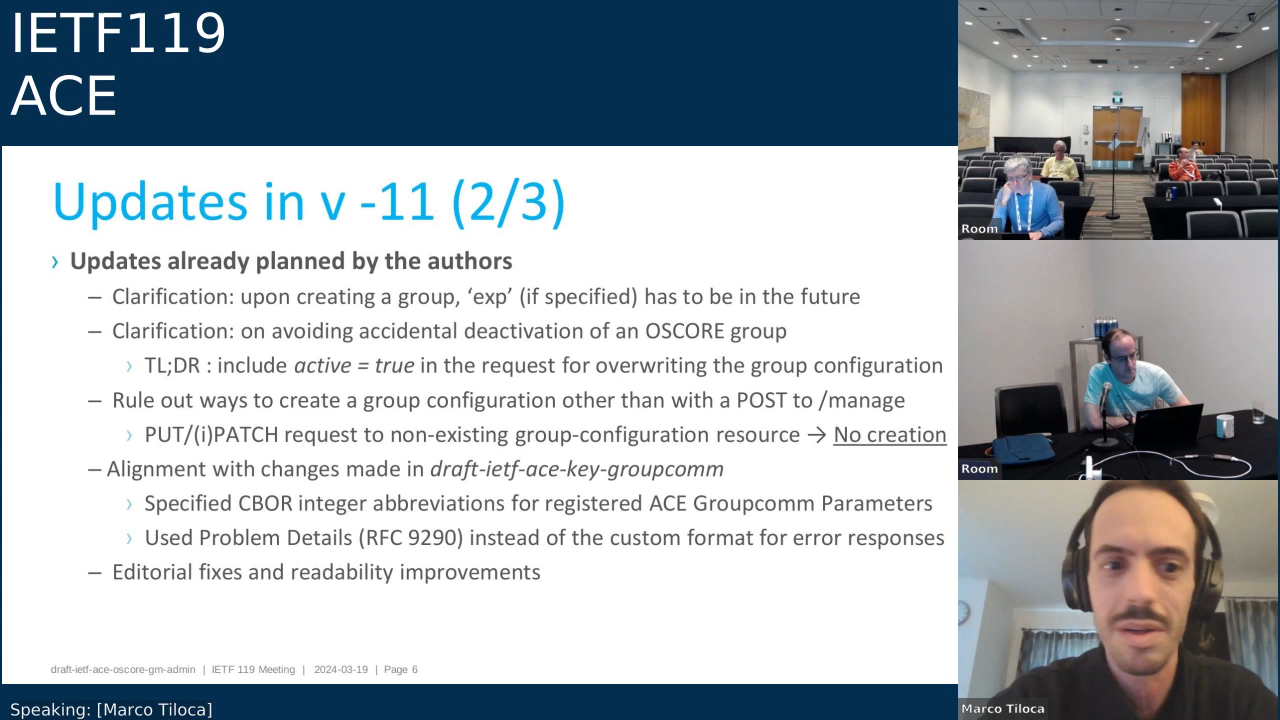 IETF119
ACE
Updates in v -11 (2/3)
› Updates already planned by the authors
– Clarification: upon creating a group, ‘exp’ (if specified) has to be in the future
– Clarification: on avoiding accidental deactivation of an OSCORE group
› TL;DR : include active = true in the request for overwriting the group configuration
– Rule out ways to create a group configuration other than with a POST to /manage
› PUT/(i)PATCH request to non-existing group-configuration resource → No creation
– Alignment with changes made in draft-ietf-ace-key-groupcomm
› Specified CBOR integer abbreviations for registered ACE Groupcomm Parameters
› Used Problem Details (RFC 9290) instead of the custom format for error responses
– Editorial fixes and readability improvements
draft-ietf-ace-oscore-gm-admin | IETF 119 Meeting | 2024-03-19 | Page 6
Speaking: [Marco Tiloca]
Room
Room
Marco Tiloca